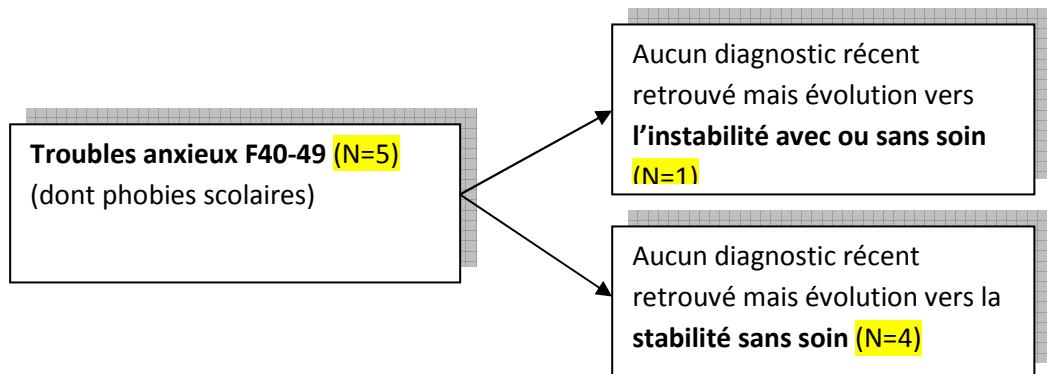 Troubles anxieux F40-49 (N=5)
(dont phobies scolaires)
Aucun diagnostic récent
retrouvé mais évolution vers
l’instabilité avec ou sans soin
(N=1)
Aucun diagnostic récent
retrouvé mais évolution vers la
stabilité sans soin (N=4)